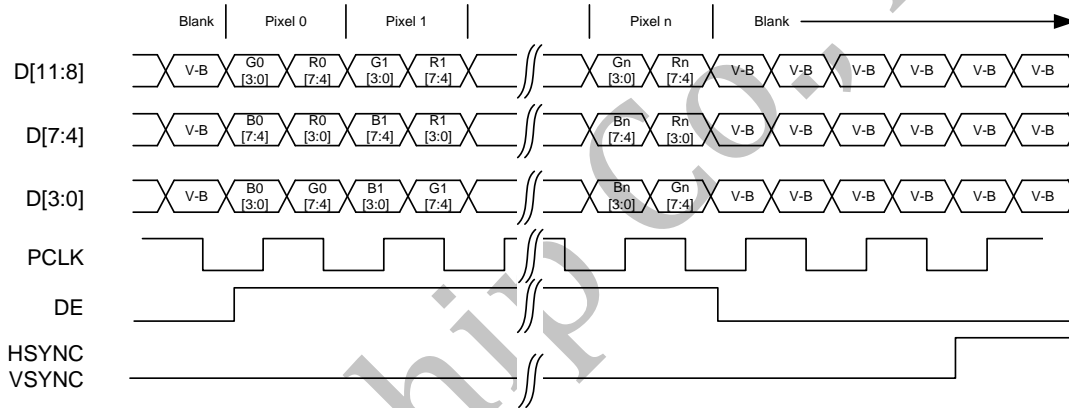 Blank Pixel 0 Pixel 1 Pixel n Blank
D[11:8] V-B G0 R0 G1 R1 Gn Rn V-B V-B V-B V-B V-B V-B
[3:0] [7:4] [3:0] [7:4] [3:0] [7:4]
D[7:4] V-B B0 R0 B1 R1 Bn Rn V-B V-B V-B V-B V-B V-B
[7:4] [3:0] [7:4] [3:0] [7:4] [3:0]
D[3:0] V-B B0 G0 B1 G1 Bn Gn V-B V-B V-B V-B V-B V-B
[3:0] [7:4] [3:0] [7:4] [3:0] [7:4]
PCLK
DE
HSYNC
VSYNC
hip Co.,